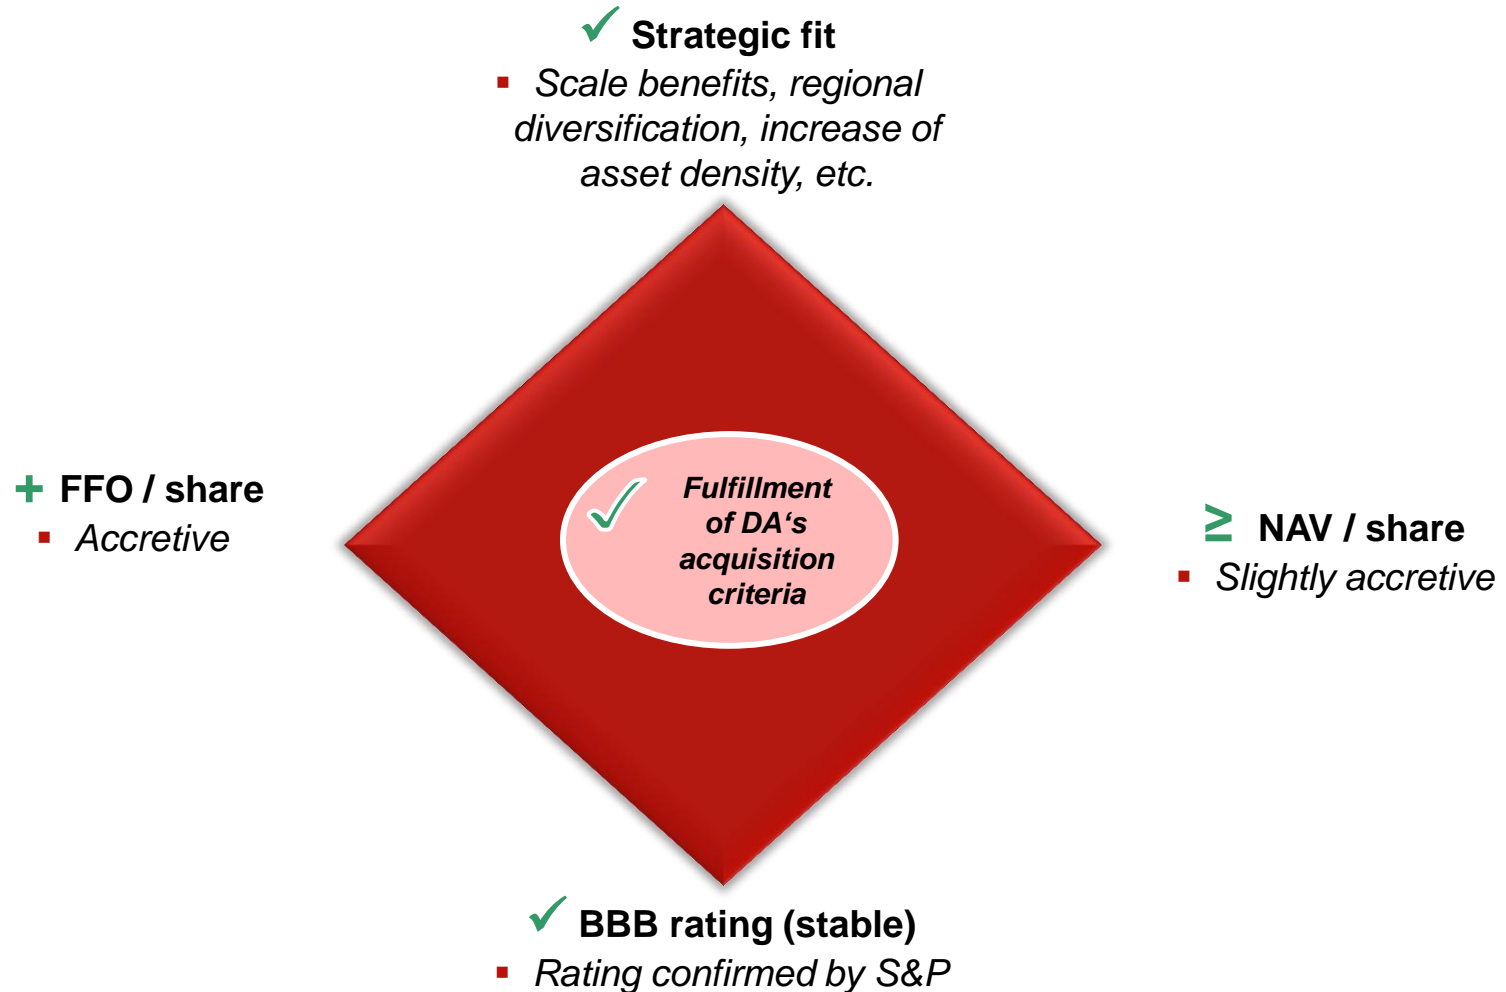 ✓ Strategic fit
▪ Scale benefits, regional
diversification, increase of
asset density, etc.
+ FFO / share
▪ Accretive
✓ Fulfillment
of DA‘s
acquisition
criteria
≥ NAV / share
▪ Slightly accretive
✓ BBB rating (stable)
▪ Rating confirmed by S&P